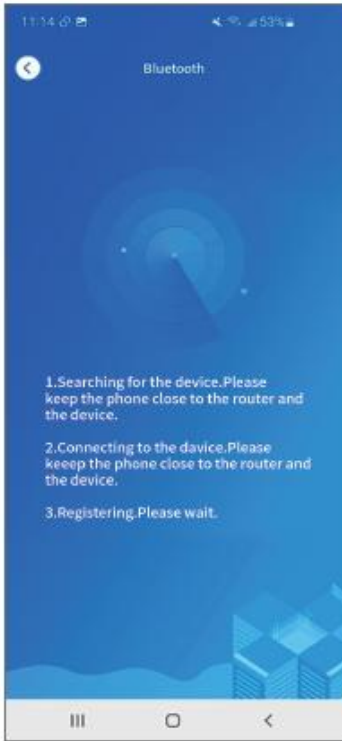 11:14
53%
Bluetooth
1.Searching for the device.Please
keep the phone close to the router and
the device.
2.Connecting to the davice.Please
keeep the phone close to the router and
the device.
3.Registering.Please wait.